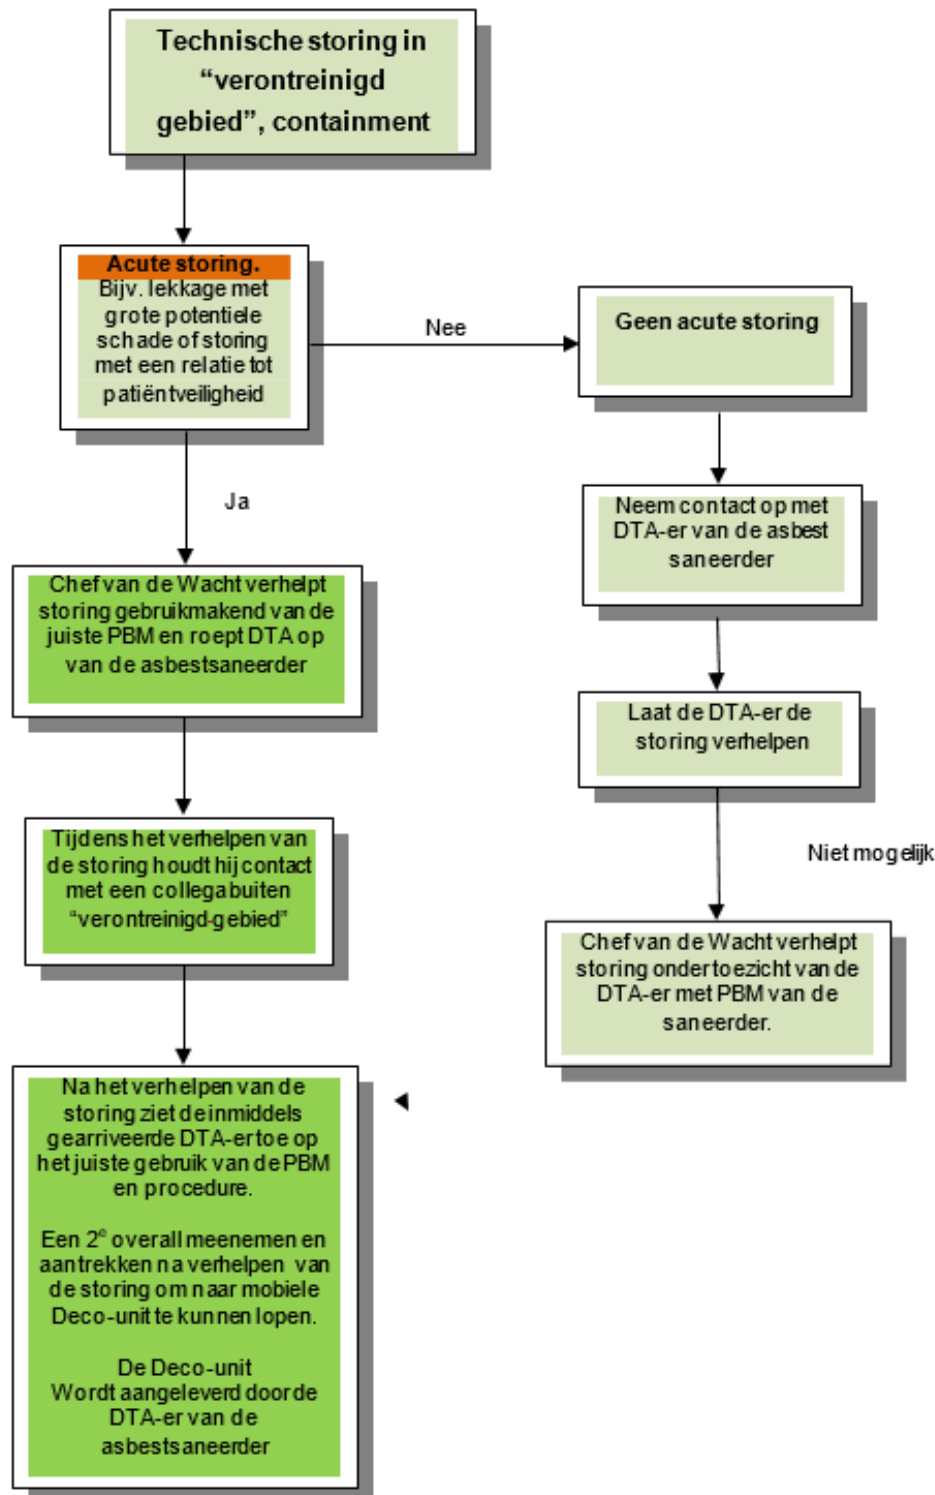 Technische storing in
“verontreinigd
gebied”, containment
Acute storing.
Bijv. lekkage met
grote potentiele
schade of storing
met een relatie tot
patiëntveiligheid
Nee
Geen acute storing
Ja
Neem contact op met
DTA-er van de asbest
saneerder
Chef van de Wacht verhelpt
storing gebruikmakend van de
juiste PBM en roept DTA op
van de asbestsaneerder
Laat de DTA-er de
storing verhelpen
Niet mogelijk
Tijdens het verhelpen van
de storing houdt hij contact
met een collega buiten
“verontreinigd-gebied”
Chef van de Wacht verhelpt
storing onder toezicht van de
DTA-er met PBM van de
saneerder.
Na het verhelpen van de
storing ziet de inmiddels
gearriveerde DTA-er toe op
het juiste gebruik van de PBM
en procedure.
Een 2e overall meenemen en
aantrekken na verhelpen van
de storing om naar mobiele
Deco-unit te kunnen lopen.
De Deco-unit
Wordt aangeleverd door de
DTA-er van de
asbestsaneerder